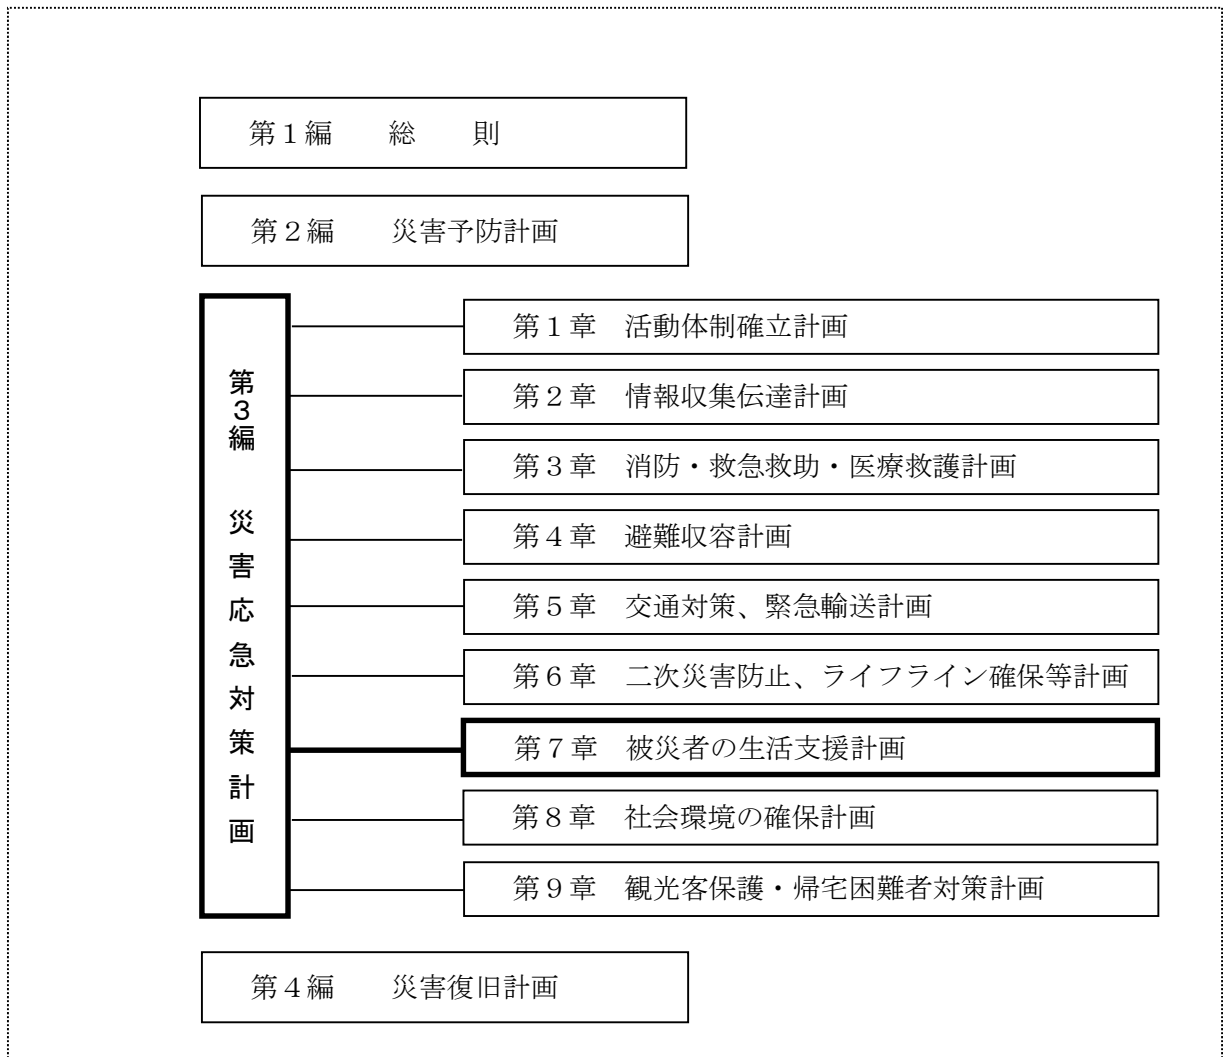 第１編　　総　　則
第２編　　災害予防計画
第３編　災害応急対策計画
第１章　活動体制確立計画
第２章　情報収集伝達計画
第３章　消防・救急救助・医療救護計画
第４章　避難収容計画
第５章　交通対策、緊急輸送計画
第６章　二次災害防止、ライフライン確保等計画
第７章　被災者の生活支援計画
第８章　社会環境の確保計画
第９章　観光客保護・帰宅困難者対策計画
第４編　　災害復旧計画